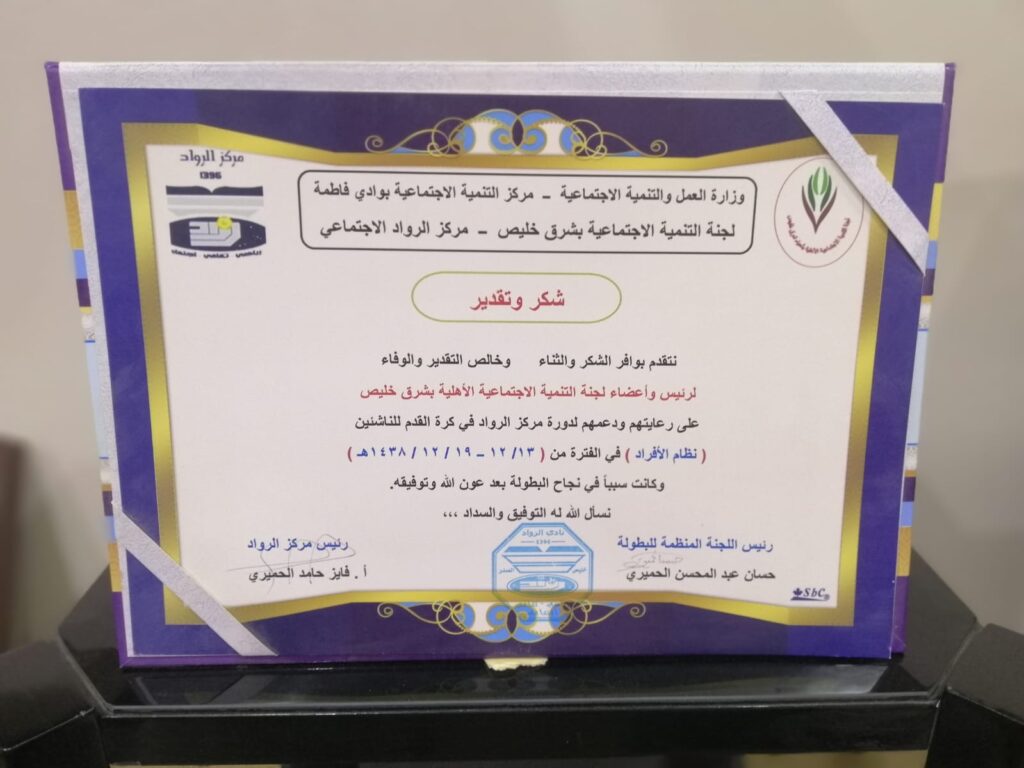 مركز الرواد
1396
رياضي ثقافي اجتماعي
وزارة العمل والتنمية الاجتماعية – مركز التنمية الاجتماعية بوادي فاطمة
لجنة التنمية الاجتماعية بشرق خليص – مركز الرواد الاجتماعي
شكر وتقدير
نتقدم بوافر الشكر والثناء وخالص التقدير والوفاء
لرئيس وأعضاء لجنة التنمية الاجتماعية الأهلية بشرق خليص
على رعايتهم ودعمهم لدورة مركز الرواد في كرة القدم للناشئين
( نظام الأفراد ) في الفترة من ( ١٣/ ١٢ – ١٩ / ١٢ / ١٤٣٨هـ )
وكانت سبباً في نجاح البطولة بعد عون الله وتوفيقه.
نسأل الله له التوفيق والسداد ،،،
رئيس اللجنة المنظمة للبطولة
حسان عبد المحسن الحميري
رئيس مركز الرواد
أ . فايز حامد الحميري
نادي الرواد
SbC